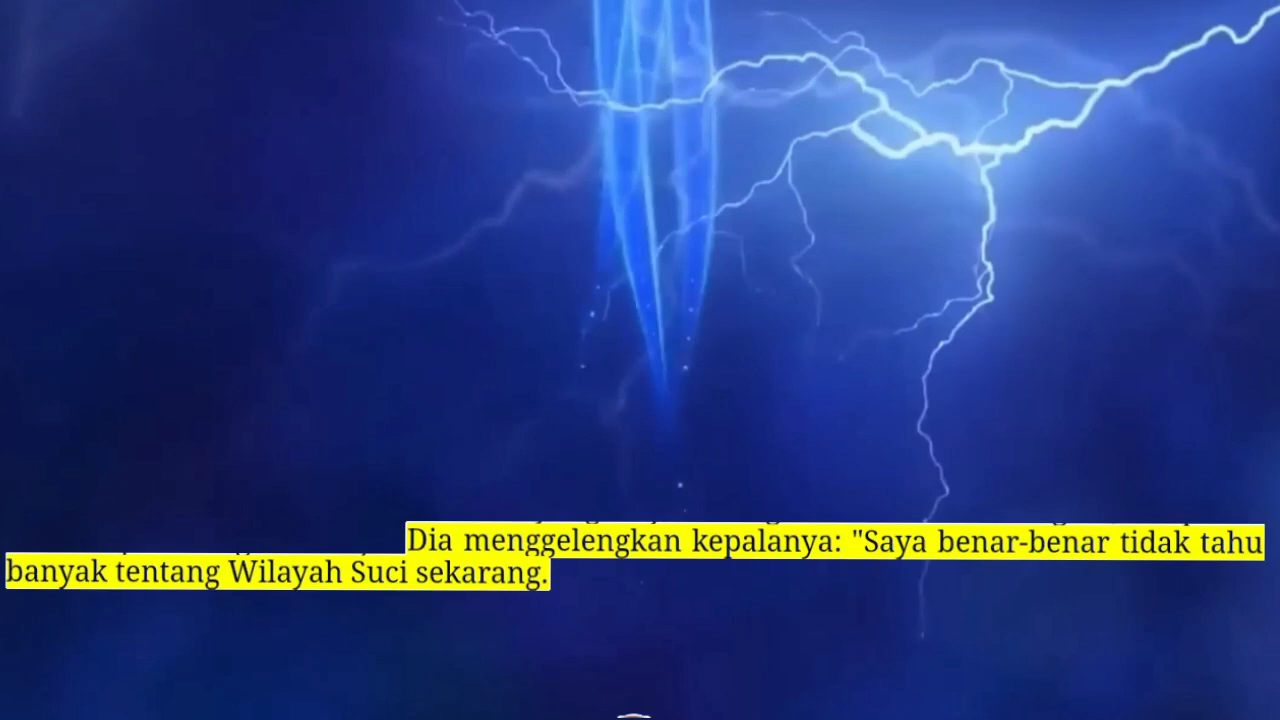 Dia menggelengkan kepalanya: "Saya benar-benar tidak tahu
banyak tentang Wilayah Suci sekarang.